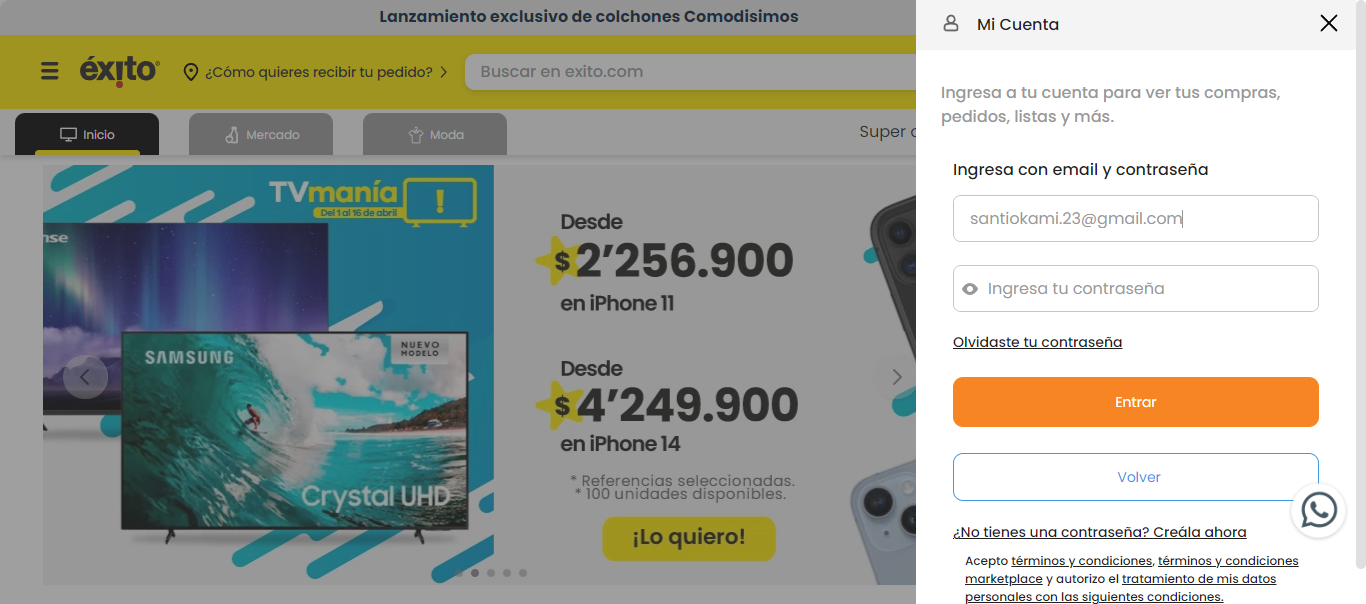 Lanzamiento exclusivo de colchones Comodisimos
éxito
¿Cómo quieres recibir tu pedido?
Buscar en exito.com
Inicio
Mercado
Moda
Super
TVmanía
Del 1 al 16 de abril
!
nse
SAMSUNG
NUEVO
MODELO
Crystal UHD
Desde
$ 2’256.900
en iPhone 11
Desde
$ 4’249.900
en iPhone 14
* Referencias seleccionadas.
* 100 unidades disponibles.
¡Lo quiero!
Mi Cuenta
Ingresa a tu cuenta para ver tus compras,
pedidos, listas y más.
Ingresa con email y contraseña
santiokami.23@gmail.com
Ingresa tu contraseña
Olvidaste tu contraseña
Entrar
Volver
¿No tienes una contraseña? Creála ahora
Acepto términos y condiciones, términos y condiciones
marketplace y autorizo el tratamiento de mis datos
personales con las siguientes condiciones.